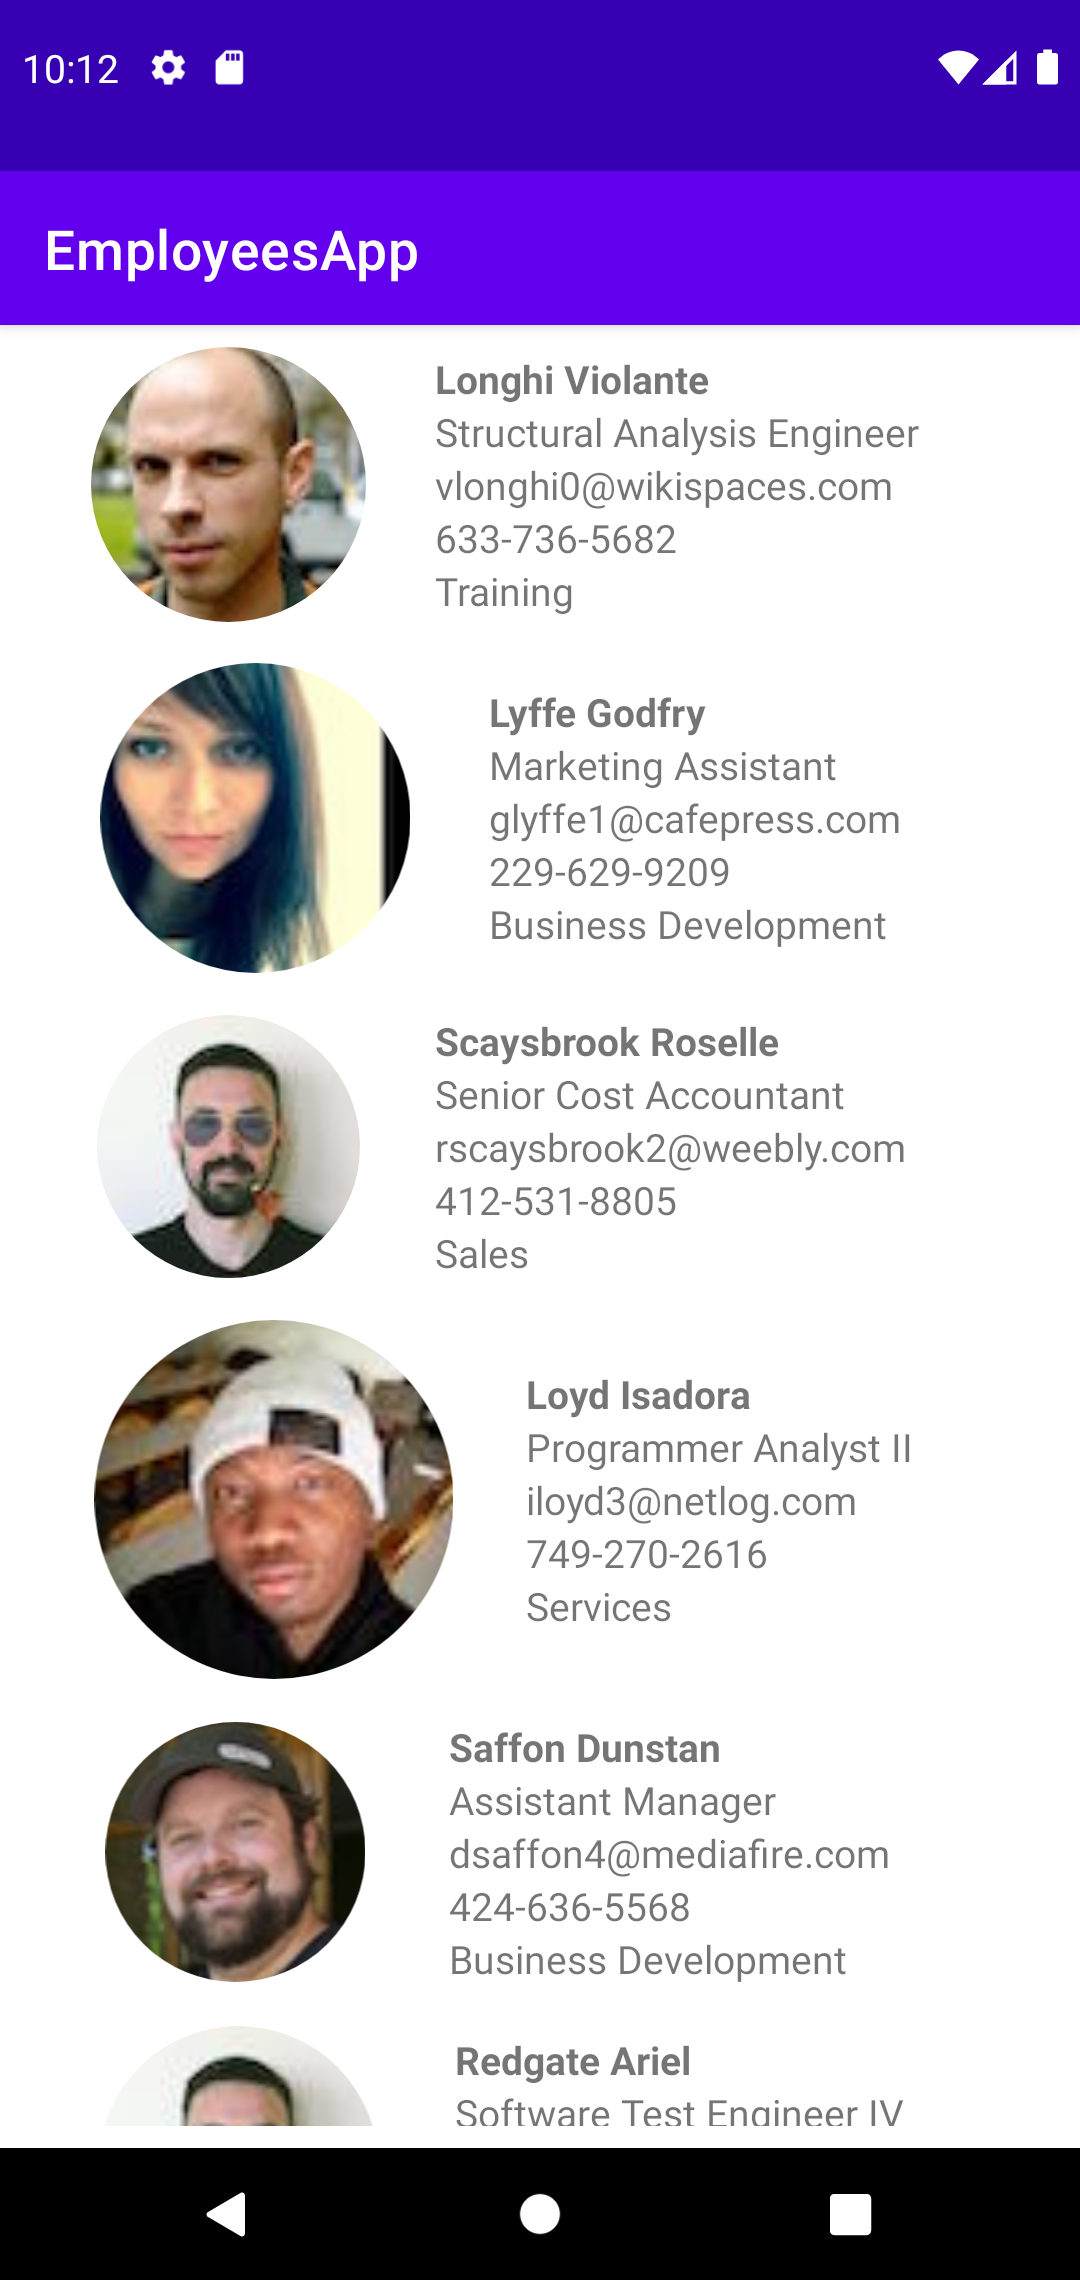 10:12
EmployeesApp
Longhi Violante
Structural Analysis Engineer
vlonghi0@wikispaces.com
633-736-5682
Training
Lyffe Godfry
Marketing Assistant
glyffe1@cafepress.com
229-629-9209
Business Development
Scaysbrook Roselle
Senior Cost Accountant
rscaysbrook2@weebly.com
412-531-8805
Sales
Loyd Isadora
Programmer Analyst II
iloyd3@netlog.com
749-270-2616
Services
Saffon Dunstan
Assistant Manager
dsaffon4@mediafire.com
424-636-5568
Business Development
Redgate Ariel
Software Test Engineer IV